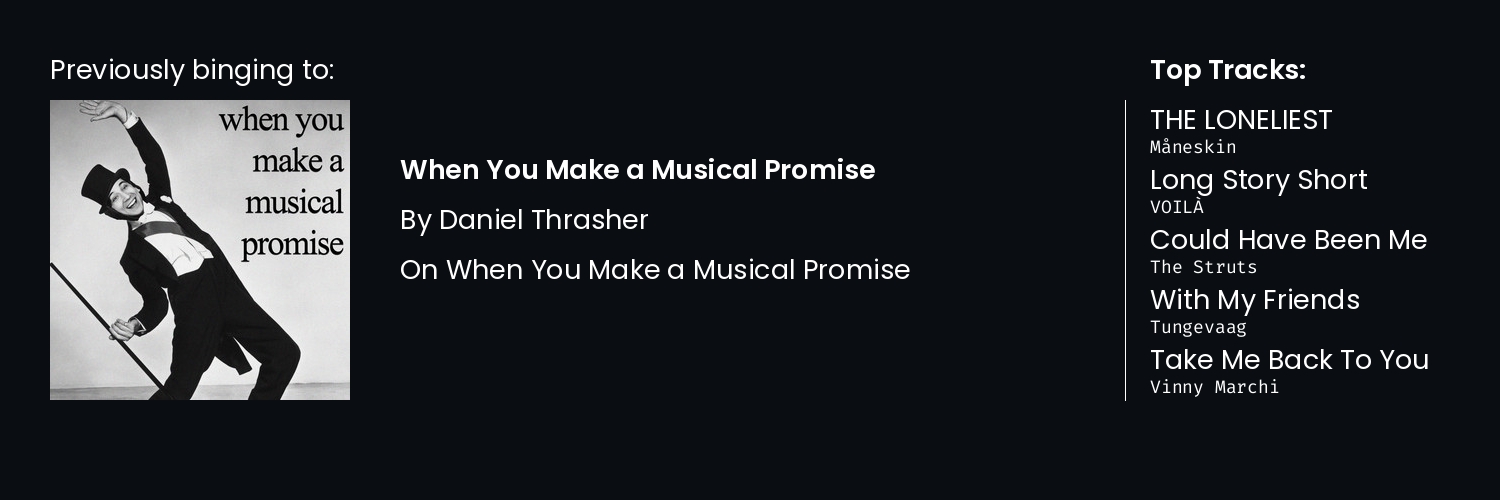 Previously binging to:
when you
make a
musical
promise
When You Make a Musical Promise
By Daniel Thrasher
On When You Make a Musical Promise
Top Tracks:
THE LONELIEST
Måneskin
Long Story Short
VOILÀ
Could Have Been Me
The Struts
With My Friends
Tungevaag
Take Me Back To You
Vinny Marchi